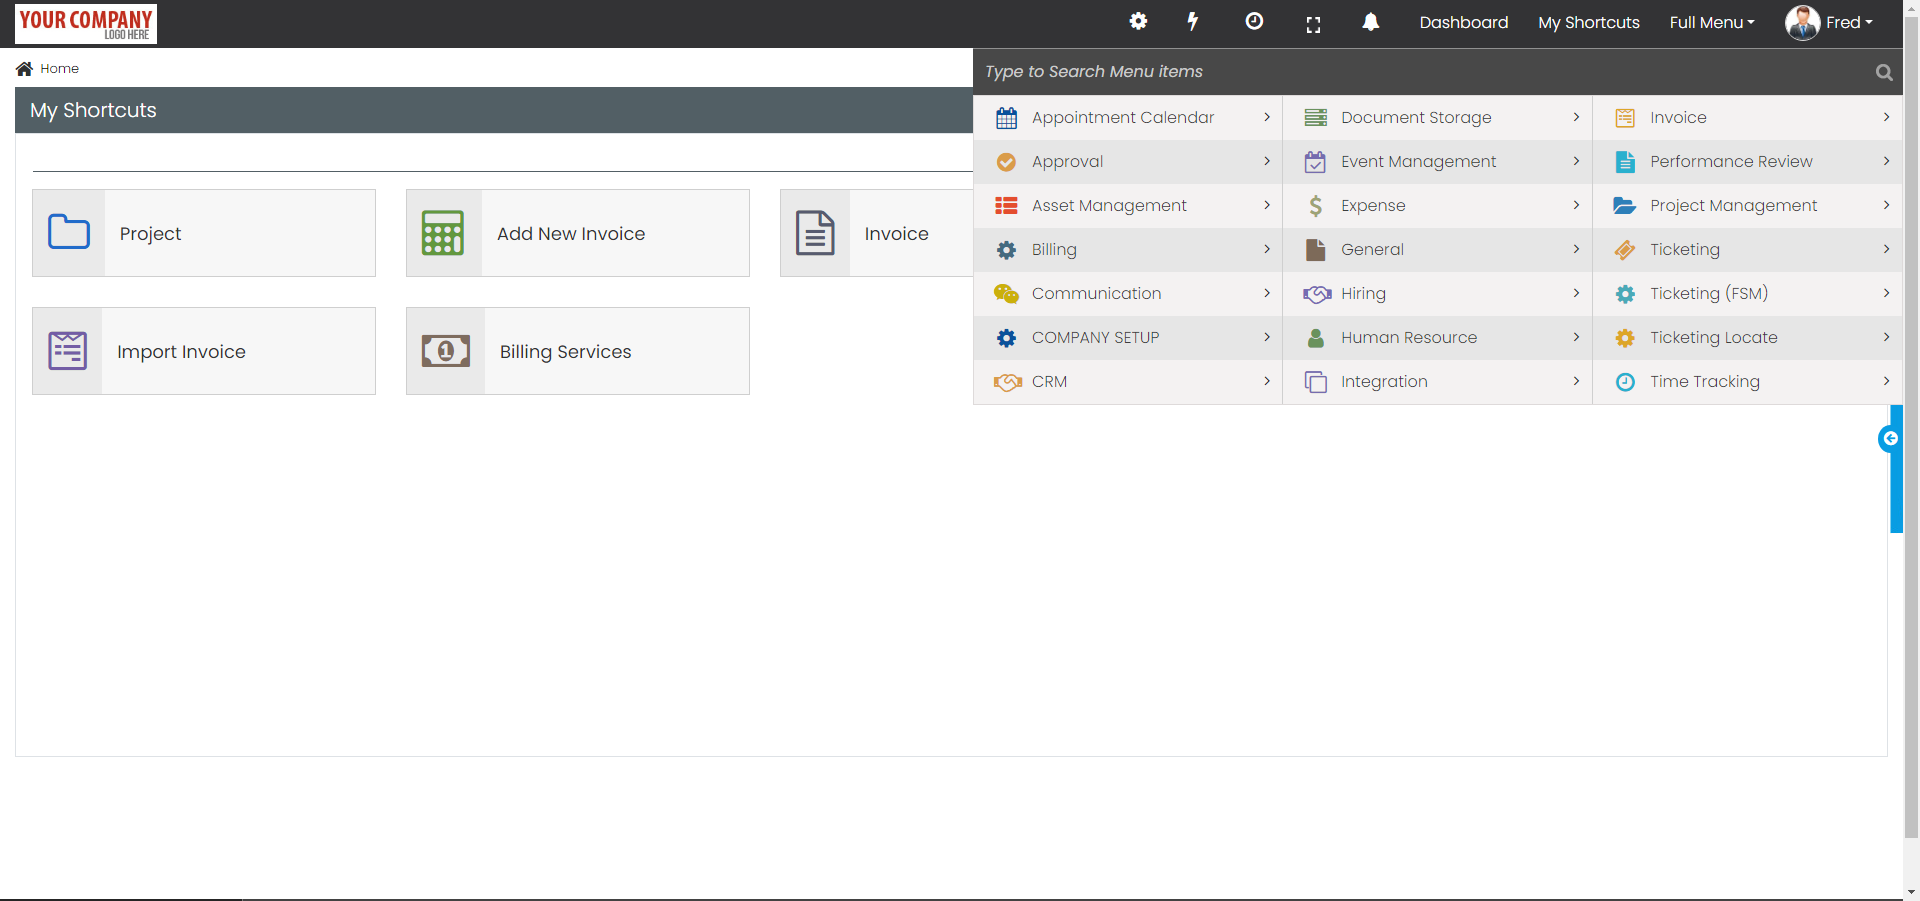 YOUR COMPANY
LOGO HERE
Dashboard
My Shortcuts
Full Menu
Fred
Home
Type to Search Menu items
My Shortcuts
Appointment Calendar
Document Storage
Invoice
Approval
Event Management
Performance Review
Asset Management
Expense
Project Management
Billing
General
Ticketing
Communication
Hiring
Ticketing (FSM)
COMPANY SETUP
Human Resource
Ticketing Locate
CRM
Integration
Time Tracking
Project
Add New Invoice
Invoice
Import Invoice
1
Billing Services